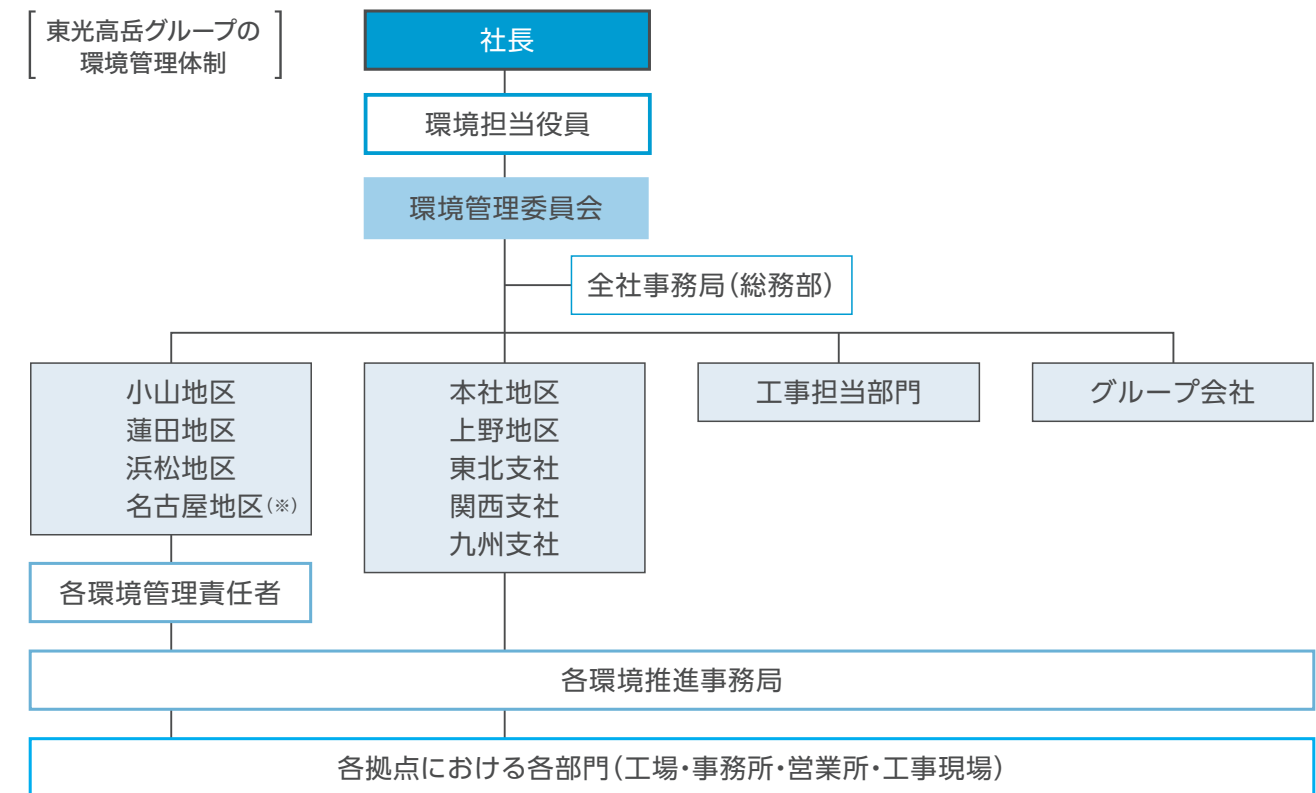 東光高岳グループの
環境管理体制
社長
環境担当役員
環境管理委員会
全社事務局(総務部)
小山地区
蓮田地区
浜松地区
名古屋地区(※)
本社地区
上野地区
東北支社
関西支社
九州支社
工事担当部門
グループ会社
各環境管理責任者
各環境推進事務局
各拠点における各部門(工場・事務所・営業所・工事現場)